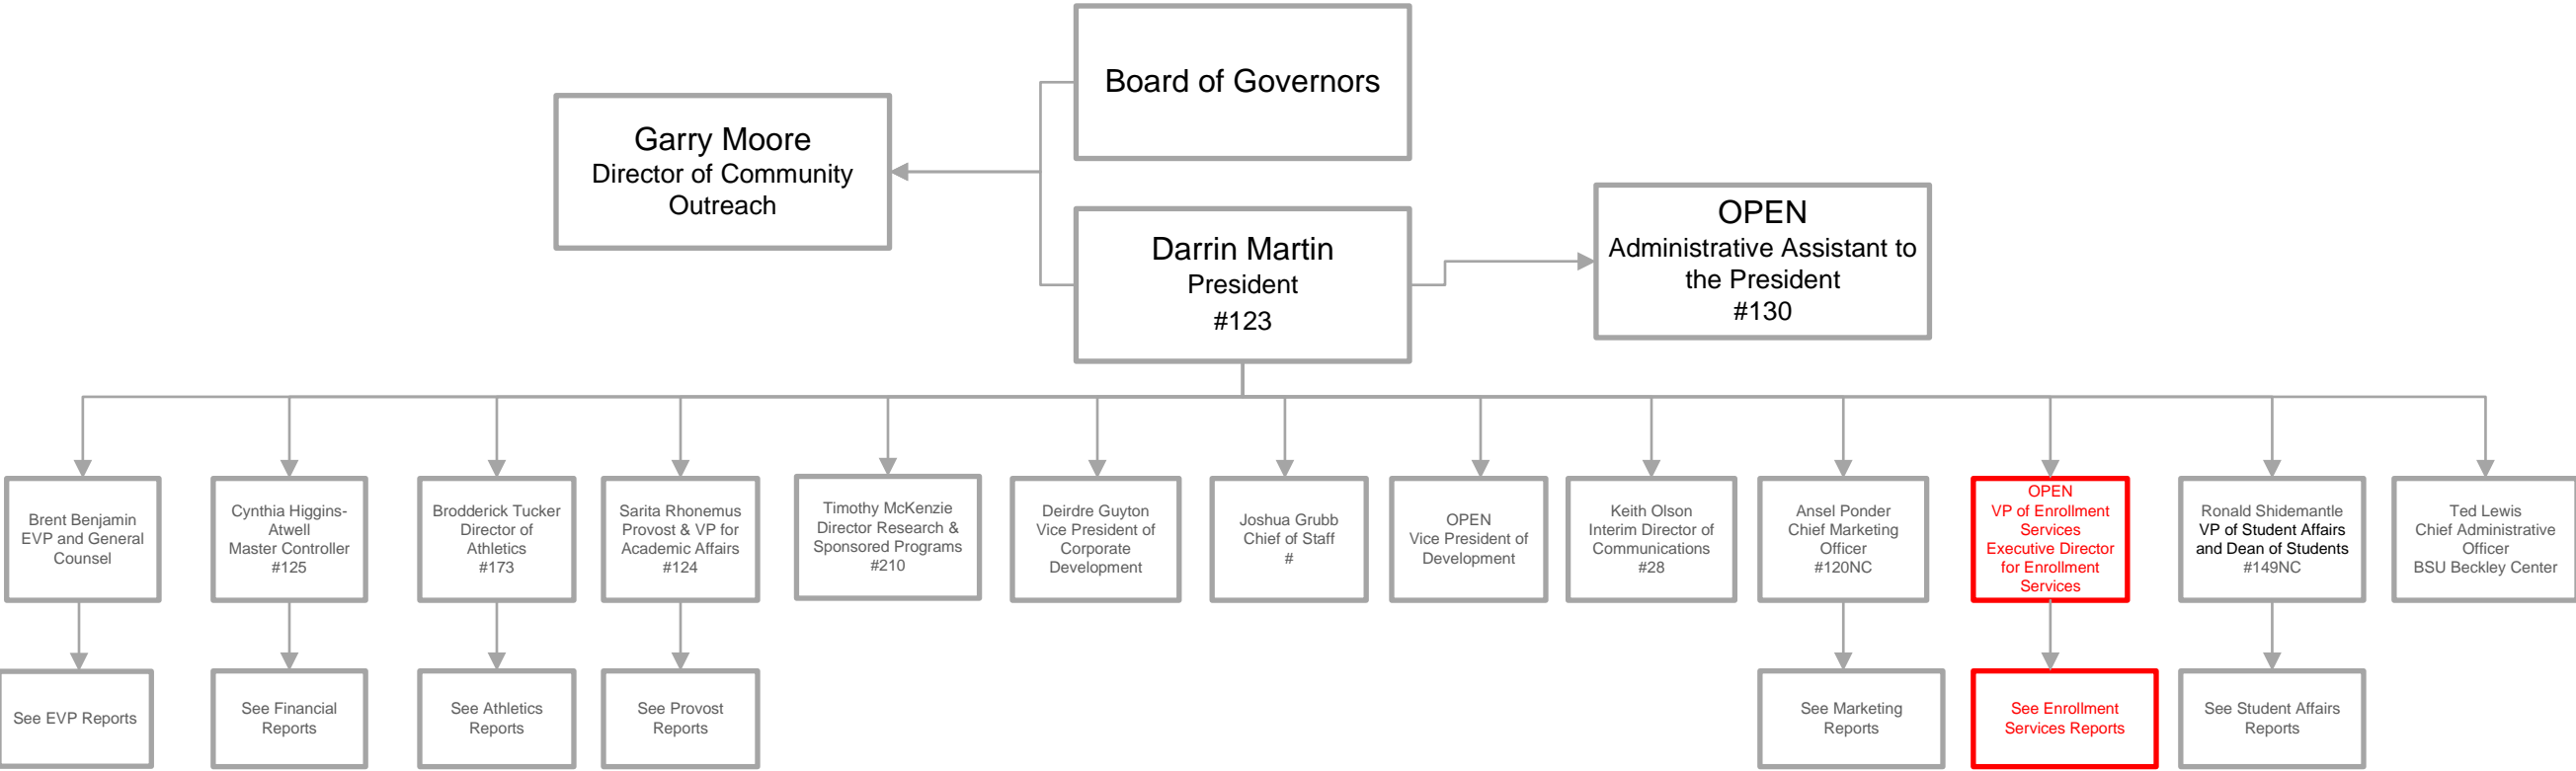 Board of Governors
Garry Moore
Director of Community
Outreach
Darrin Martin
President
#123
OPEN
Administrative Assistant to
the President
#130
Brent Benjamin
EVP and General
Counsel
Cynthia Higgins-
Atwell
Master Controller
#125
Brodderick Tucker
Director of
Athletics
#173
Sarita Rhonemus
Provost & VP for
Academic Affairs
#124
Timothy McKenzie
Director Research &
Sponsored Programs
#210
Deirdre Guyton
Vice President of
Corporate
Development
Joshua Grubb
Chief of Staff
#
OPEN
Vice President of
Development
Keith Olson
Interim Director of
Communications
#28
Ansel Ponder
Chief Marketing
Officer
#120NC
OPEN
VP of Enrollment
Services
Executive Director
for Enrollment
Services
Ronald Shidemantle
VP of Student Affairs
and Dean of Students
#149NC
Ted Lewis
Chief Administrative
Officer
BSU Beckley Center
See EVP Reports
See Financial
Reports
See Athletics
Reports
See Provost
Reports
See Marketing
Reports
See Enrollment
Services Reports
See Student Affairs
Reports